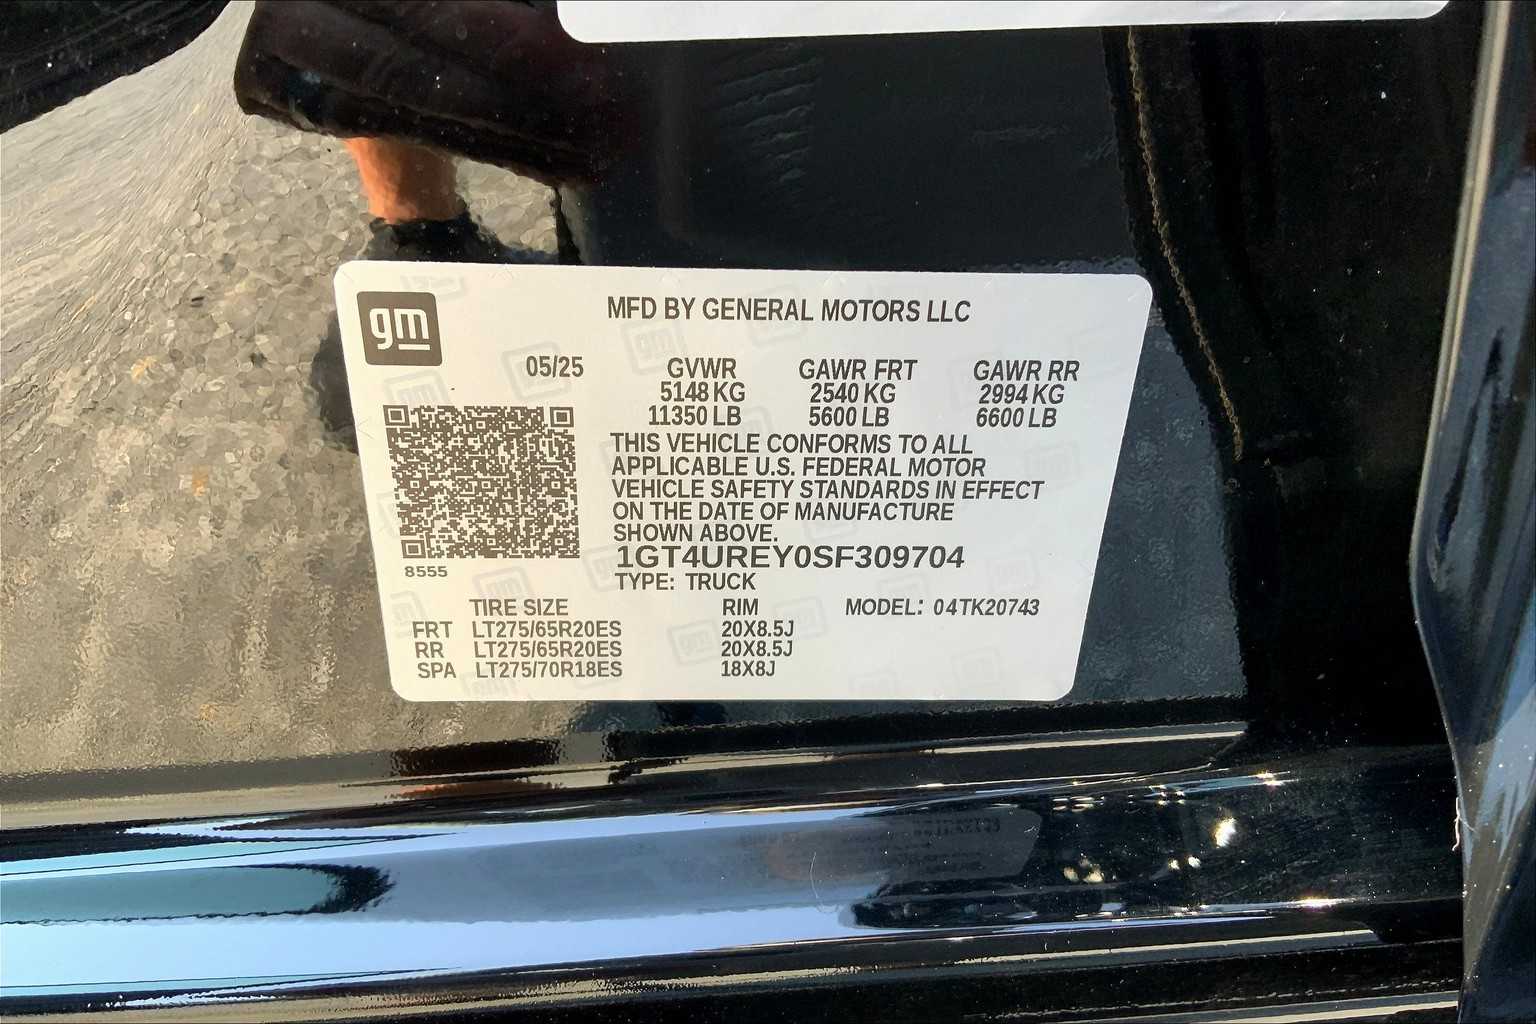 gm
MFD BY GENERAL MOTORS LLC
05/25 GVWR GAWR FRT GAWR RR
5148 KG 2540 KG 2994 KG
11350 LB 5600 LB 6600 LB
THIS VEHICLE CONFORMS TO ALL
APPLICABLE U.S. FEDERAL MOTOR
VEHICLE SAFETY STANDARDS IN EFFECT
ON THE DATE OF MANUFACTURE
SHOWN ABOVE.
1GT4UREY0SF309704
8555
TYPE: TRUCK
TIRE SIZE RIM MODEL: 04TK20743
FRT LT275/65R20ES 20X8.5J
RR LT275/65R20ES 20X8.5J
SPA LT275/70R18ES 18X8J